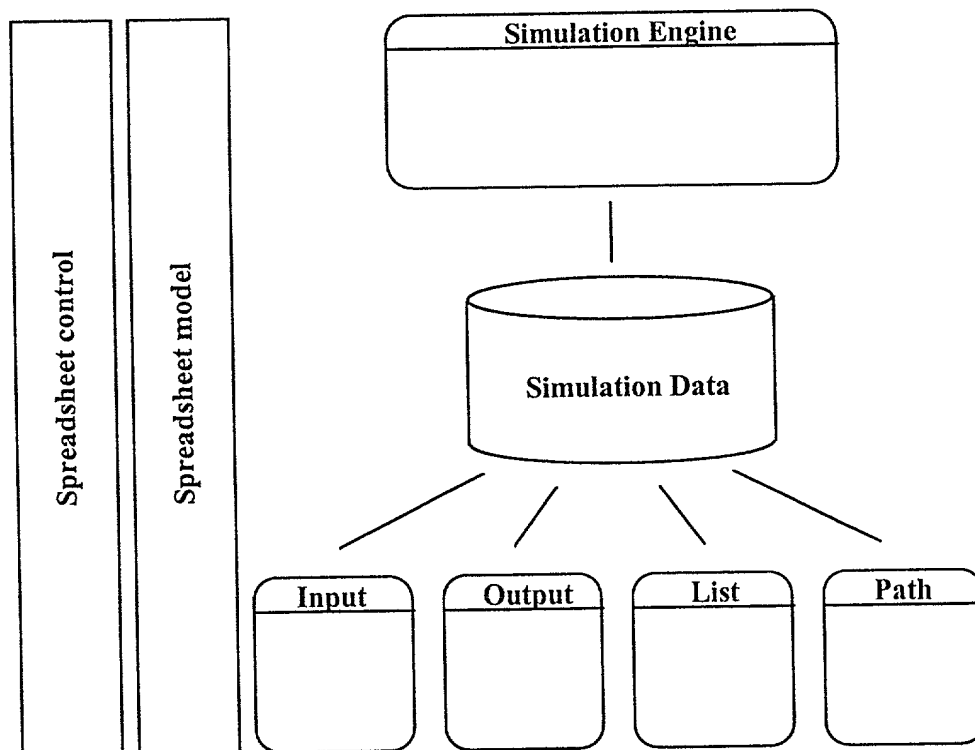 Simulation Engine
Spreadsheet control
Spreadsheet model
Simulation Data
Input
Output
List
Path